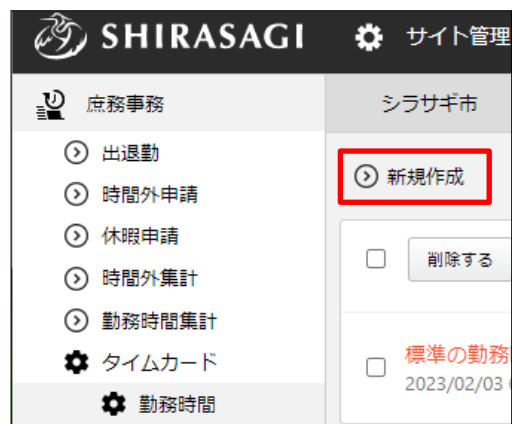 SHIRASAGI
サイト管理
庶務事務
出退勤
時間外申請
休暇申請
時間外集計
勤務時間集計
タイムカード
勤務時間
シラサギ市
新規作成
削除する
標準の勤務
2023/02/03